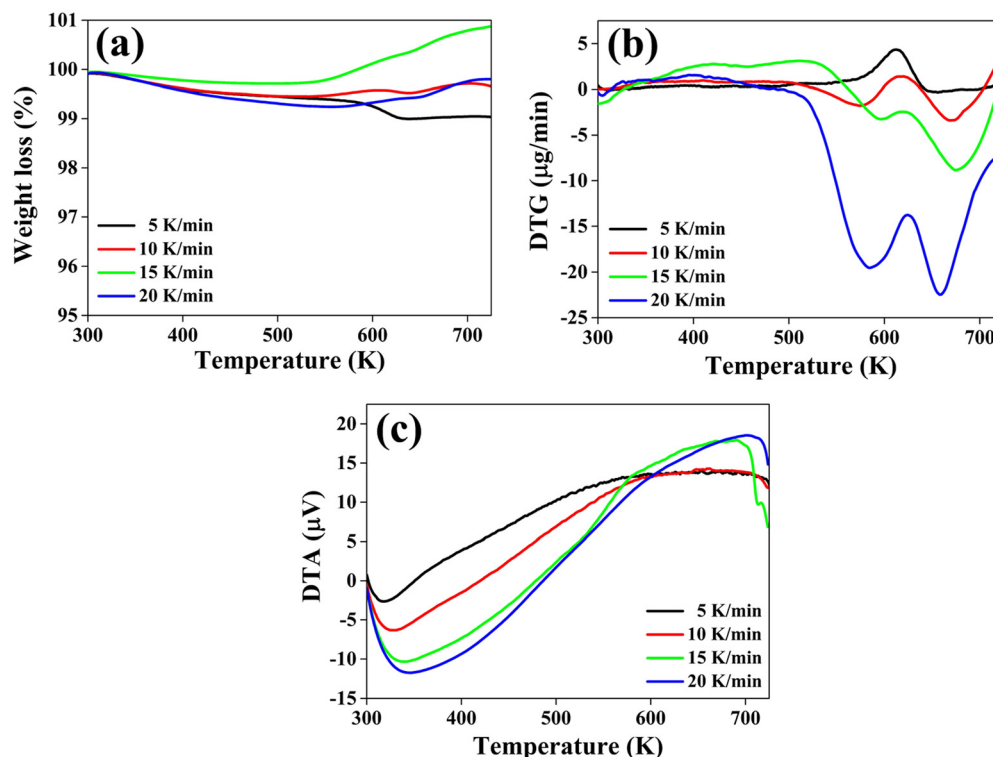 (a)
Weight loss (%)
101
100
99
98
97
96
95
5 K/min
10 K/min
15 K/min
20 K/min
300
400
500
600
700
Temperature (K)
(b)
DTG (µg/min)
5
0
-5
-10
-15
-20
-25
5 K/min
10 K/min
15 K/min
20 K/min
300
400
500
600
700
Temperature (K)
(c)
DTA (µV)
20
15
10
5
0
-5
-10
-15
5 K/min
10 K/min
15 K/min
20 K/min
300
400
500
600
700
Temperature (K)